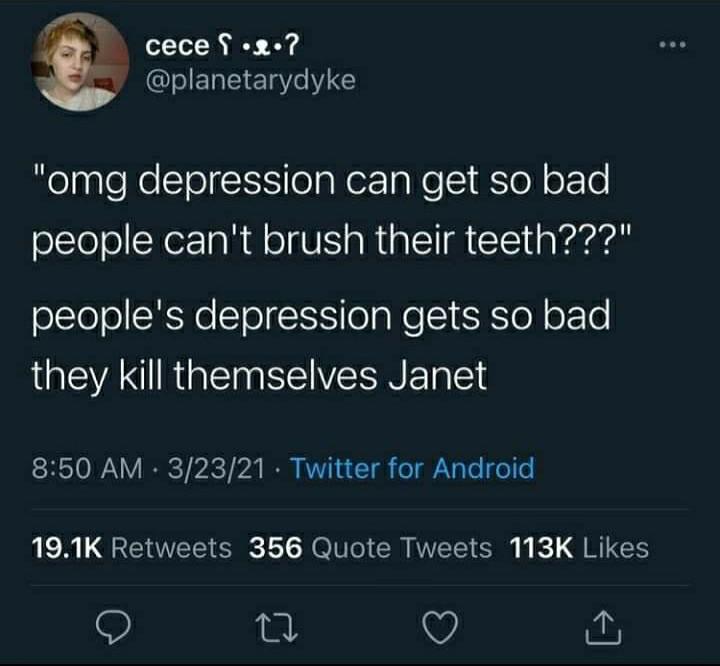 cece ʕ •ᴥ•ʔ
@planetarydyke
"omg depression can get so bad
people can't brush their teeth???"
people's depression gets so bad
they kill themselves Janet
8:50 AM · 3/23/21 · Twitter for Android
19.1K Retweets 356 Quote Tweets 113K Likes